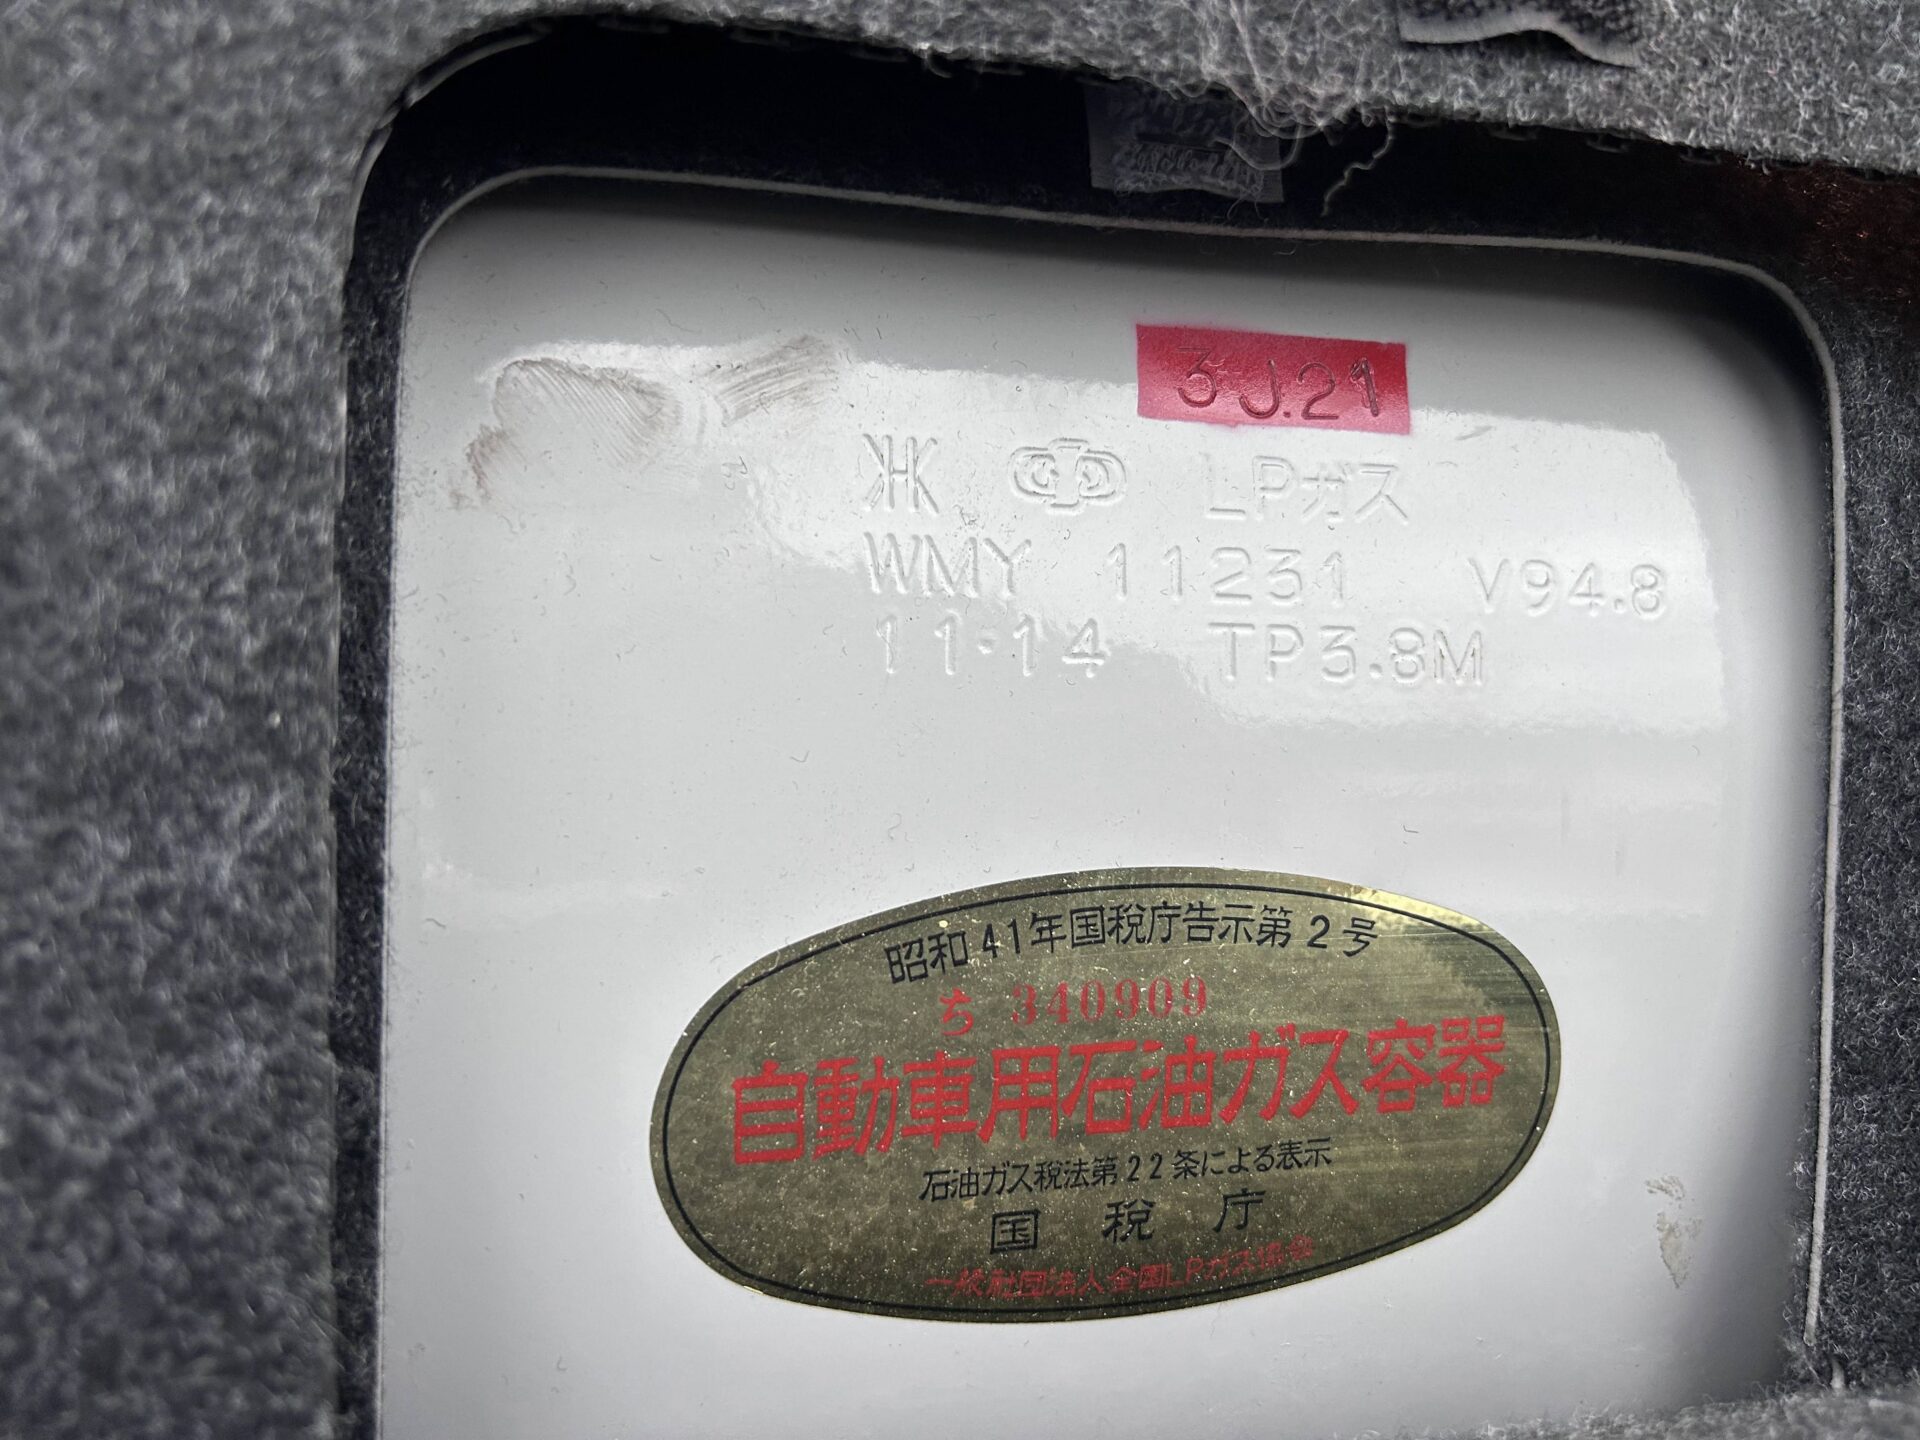 3 J.21
KHK LPガス
WMY 11231 V94.8
11・14 TP3.8M
昭和41年国税庁告示第2号
ち 340909
自動車用石油ガス容器
石油ガス税法第22条による表示
国税庁
一般社団法人全国LPガス協会